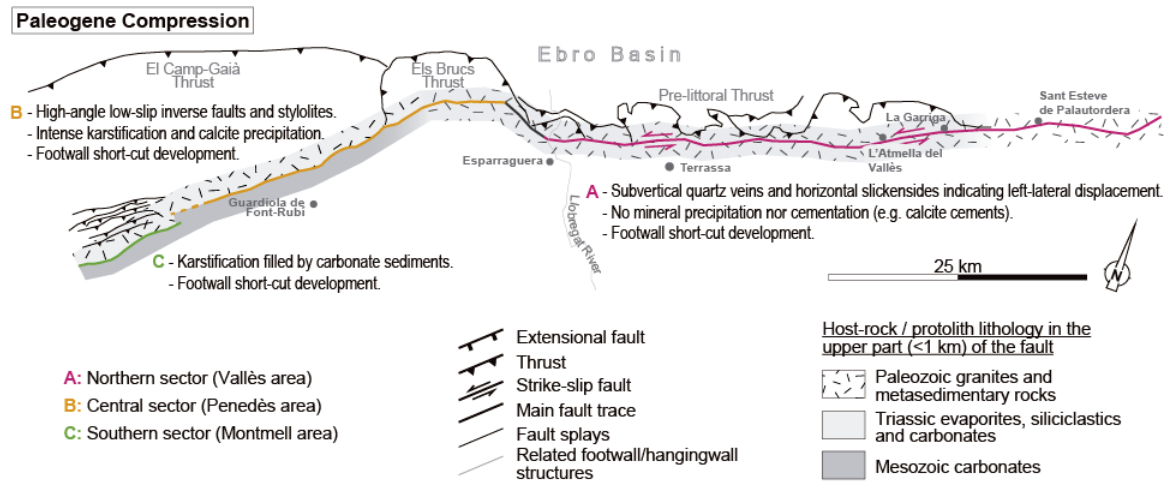 Paleogene Compression
Ebro Basin
El Camp-Gaià
Thrust
Els Brucs
Thrust
Pre-littoral Thrust
Sant Esteve
de Palautordera
La Garriga
L'Atmella del
Vallès
Esparraguera
Terrassa
Llobregat River
Guardiola de
Font-Rubí
B - High-angle low-slip inverse faults and stylolites.
- Intense karstification and calcite precipitation.
- Footwall short-cut development.
A - Subvertical quartz veins and horizontal slickensides indicating left-lateral displacement.
- No mineral precipitation nor cementation (e.g. calcite cements).
- Footwall short-cut development.
C - Karstification filled by carbonate sediments.
- Footwall short-cut development.
25 km
N
A: Northern sector (Vallès area)
B: Central sector (Penedès area)
C: Southern sector (Montmell area)
Extensional fault
Thrust
Strike-slip fault
Main fault trace
Fault splays
Related footwall/hangingwall
structures
Host-rock / protolith lithology in the
upper part (<1 km) of the fault
Paleozoic granites and
metasedimentary rocks
Triassic evaporites, siliciclastics
and carbonates
Mesozoic carbonates